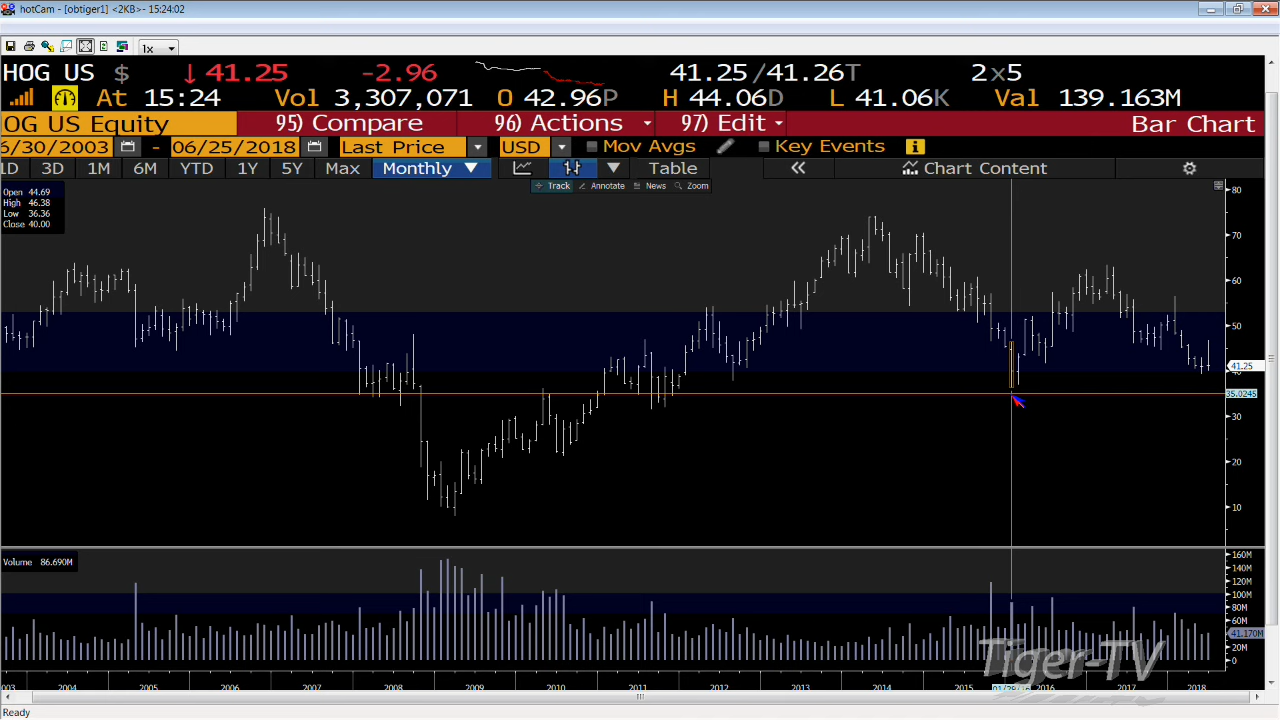 hotCam - [obtiger1] <2KB>- 15:24:02
1x
HOG US $ ↓ 41.25 -2.96 41.25/41.26T 2x5
At 15:24 Vol 3,307,071 O 42.96P H 44.06D L 41.06K Val 139.163M
OG US Equity 95) Compare 96) Actions 97) Edit Bar Chart
6/30/2003 - 06/25/2018 Last Price USD Mov Avgs Key Events
1D 3D 1M 6M YTD 1Y 5Y Max Monthly ▼ Table « Chart Content
Track Annotate News Zoom
Open 44.69
High 46.38
Low 36.36
Close 40.00
80
70
60
50
41.25
40
35.0245
30
20
10
Volume 86.690M
160M
140M
120M
100M
80M
60M
41.170M
20M
0
Tiger-TV
003 2004 2005 2006 2007 2008 2009 2010 2011 2012 2013 2014 2015 2016 2017 2018
Ready